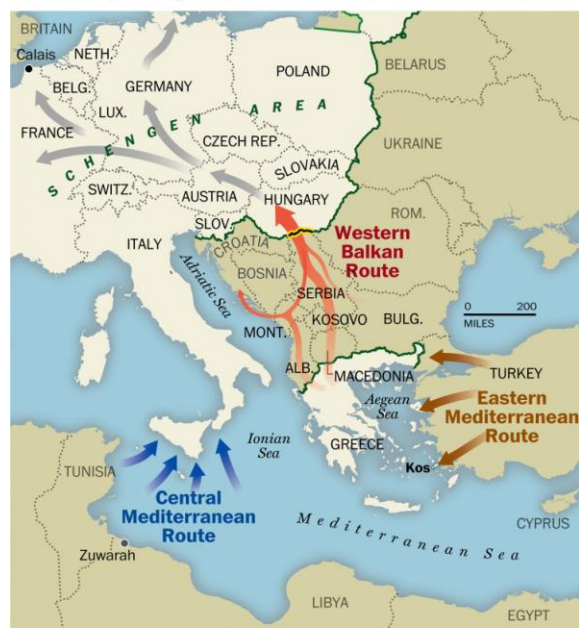 BRITAIN
Calais
NETH.
BELG.
LUX.
GERMANY
POLAND
BELARUS
UKRAINE
FRANCE
SCHENGEN AREA
CZECH REP.
SLOVAKIA
SWITZ.
AUSTRIA
HUNGARY
SLOV.
CROATIA
ROM.
ITALY
Adriatic Sea
BOSNIA
Western
Balkan
Route
SERBIA
KOSOVO
MONT.
BULG.
0 200
MILES
ALB.
MACEDONIA
TURKEY
Aegean
Sea
Eastern
Mediterranean
Route
Ionian
Sea
GREECE
Kos
TUNISIA
Central
Mediterranean
Route
Zuwarah
Mediterranean Sea
CYPRUS
LIBYA
EGYPT